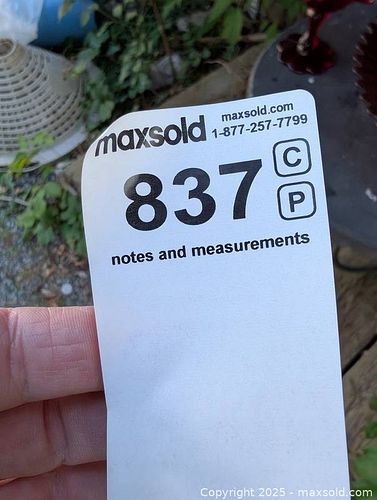 maxsold maxsold.com
1-877-257-7799
837 C
P
notes and measurements
Copyright © 2025 - maxsold.com